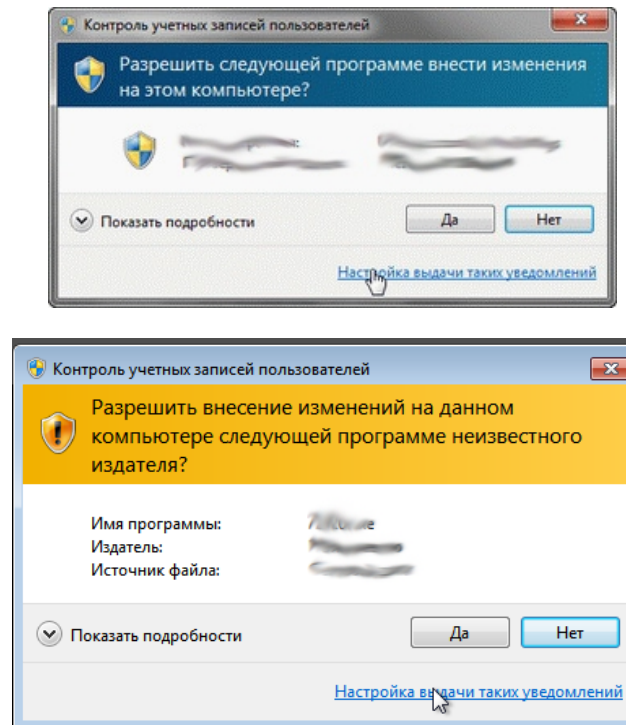 Контроль учетных записей пользователей
Разрешить следующей программе внести изменения
на этом компьютере?
Показать подробности
Да
Нет
Настройка выдачи таких уведомлений
Контроль учетных записей пользователей
Разрешить внесение изменений на данном
компьютере следующей программе неизвестного
издателя?
Имя программы:
Издатель:
Источник файла:
Показать подробности
Да
Нет
Настройка выдачи таких уведомлений